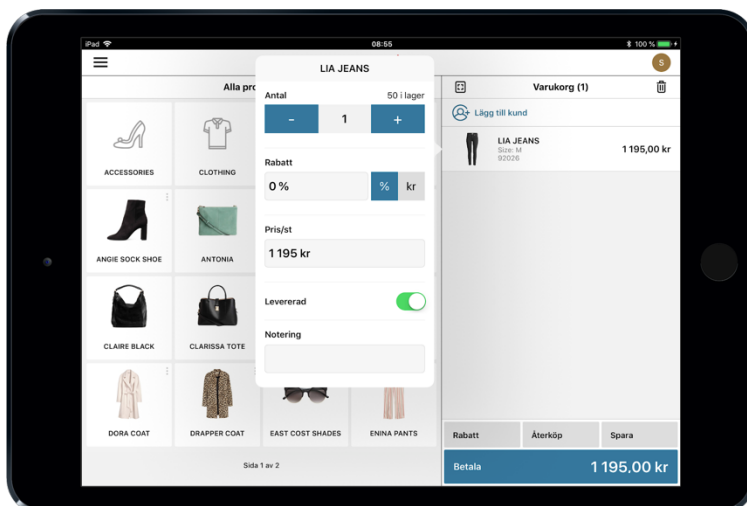 iPad 08:55 100 %
S
Alla pro
ACCESSORIES CLOTHING
ANGIE SOCK SHOE ANTONIA
CLAIRE BLACK CLARISSA TOTE
DORA COAT DRAPPER COAT EAST COST SHADES ENINA PANTS
Sida 1 av 2
LIA JEANS
Antal 50 i lager
- 1 +
Rabatt
0 % % kr
Pris/st
1 195 kr
Levererad
Notering
Varukorg (1)
Lägg till kund
LIA JEANS 1 195,00 kr
Size: M
92026
Rabatt Återköp Spara
Betala 1 195,00 kr